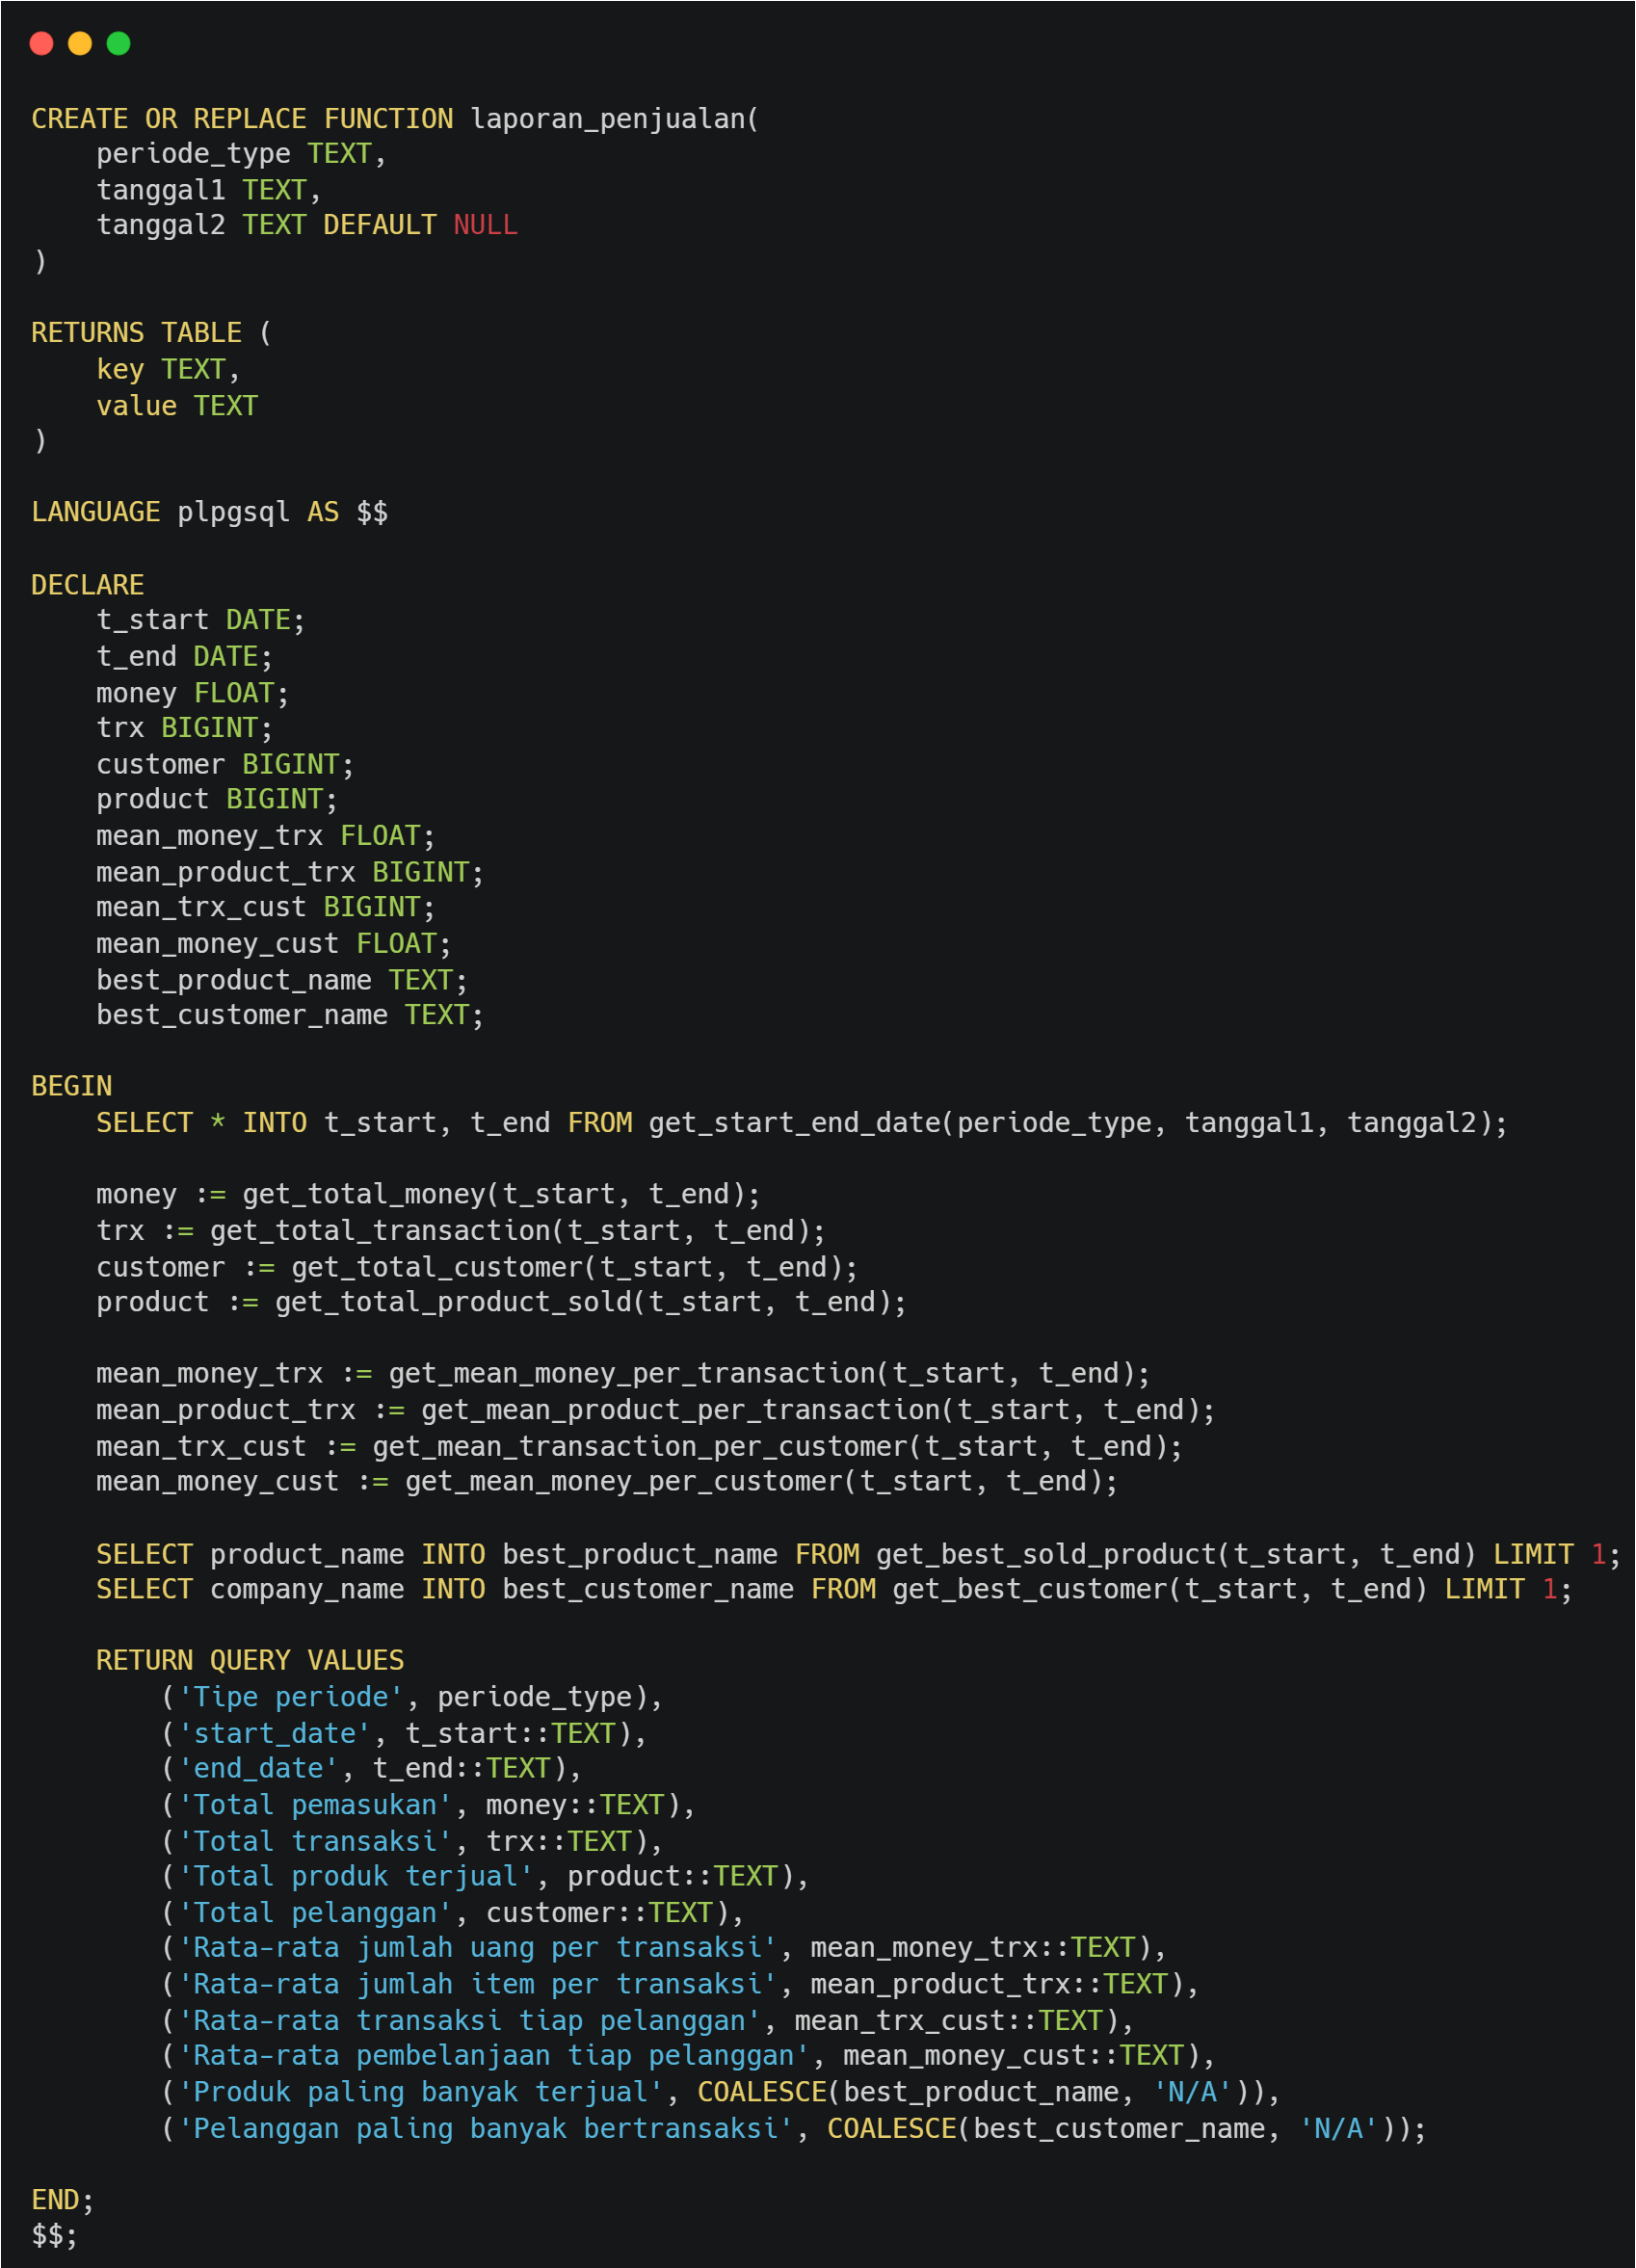 CREATE OR REPLACE FUNCTION laporan_penjualan(
    periode_type TEXT,
    tanggal1 TEXT,
    tanggal2 TEXT DEFAULT NULL
)

RETURNS TABLE (
    key TEXT,
    value TEXT
)

LANGUAGE plpgsql AS $$

DECLARE
    t_start DATE;
    t_end DATE;
    money FLOAT;
    trx BIGINT;
    customer BIGINT;
    product BIGINT;
    mean_money_trx FLOAT;
    mean_product_trx BIGINT;
    mean_trx_cust BIGINT;
    mean_money_cust FLOAT;
    best_product_name TEXT;
    best_customer_name TEXT;

BEGIN
    SELECT * INTO t_start, t_end FROM get_start_end_date(periode_type, tanggal1, tanggal2);

    money := get_total_money(t_start, t_end);
    trx := get_total_transaction(t_start, t_end);
    customer := get_total_customer(t_start, t_end);
    product := get_total_product_sold(t_start, t_end);

    mean_money_trx := get_mean_money_per_transaction(t_start, t_end);
    mean_product_trx := get_mean_product_per_transaction(t_start, t_end);
    mean_trx_cust := get_mean_transaction_per_customer(t_start, t_end);
    mean_money_cust := get_mean_money_per_customer(t_start, t_end);

    SELECT product_name INTO best_product_name FROM get_best_sold_product(t_start, t_end) LIMIT 1;
    SELECT company_name INTO best_customer_name FROM get_best_customer(t_start, t_end) LIMIT 1;

    RETURN QUERY VALUES
        ('Tipe periode', periode_type),
        ('start_date', t_start::TEXT),
        ('end_date', t_end::TEXT),
        ('Total pemasukan', money::TEXT),
        ('Total transaksi', trx::TEXT),
        ('Total produk terjual', product::TEXT),
        ('Total pelanggan', customer::TEXT),
        ('Rata-rata jumlah uang per transaksi', mean_money_trx::TEXT),
        ('Rata-rata jumlah item per transaksi', mean_product_trx::TEXT),
        ('Rata-rata transaksi tiap pelanggan', mean_trx_cust::TEXT),
        ('Rata-rata pembelanjaan tiap pelanggan', mean_money_cust::TEXT),
        ('Produk paling banyak terjual', COALESCE(best_product_name, 'N/A')),
        ('Pelanggan paling banyak bertransaksi', COALESCE(best_customer_name, 'N/A'));

END;
$$;